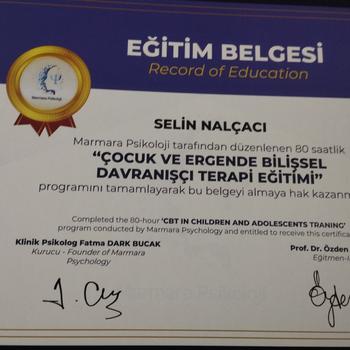 EĞİTİM BELGESİ
Record of Education
Marmara Psikoloji
SELİN NALÇACI
Marmara Psikoloji tarafından düzenlenen 80 saatlik
“ÇOCUK VE ERGENDE BİLİŞSEL
DAVRANIŞÇI TERAPİ EĞİTİMİ”
programını tamamlayarak bu belgeyi almaya hak kazanm
Completed the 80-hour 'CBT IN CHILDREN AND ADOLESCENTS TRANING'
program conducted by Marmara Psychology and entitled to receive this certifica
Klinik Psikolog Fatma DARK BUCAK
Kurucu - Founder of Marmara
Psychology
Prof. Dr. Özden
Eğitmen-I
Marmara Psikoloji